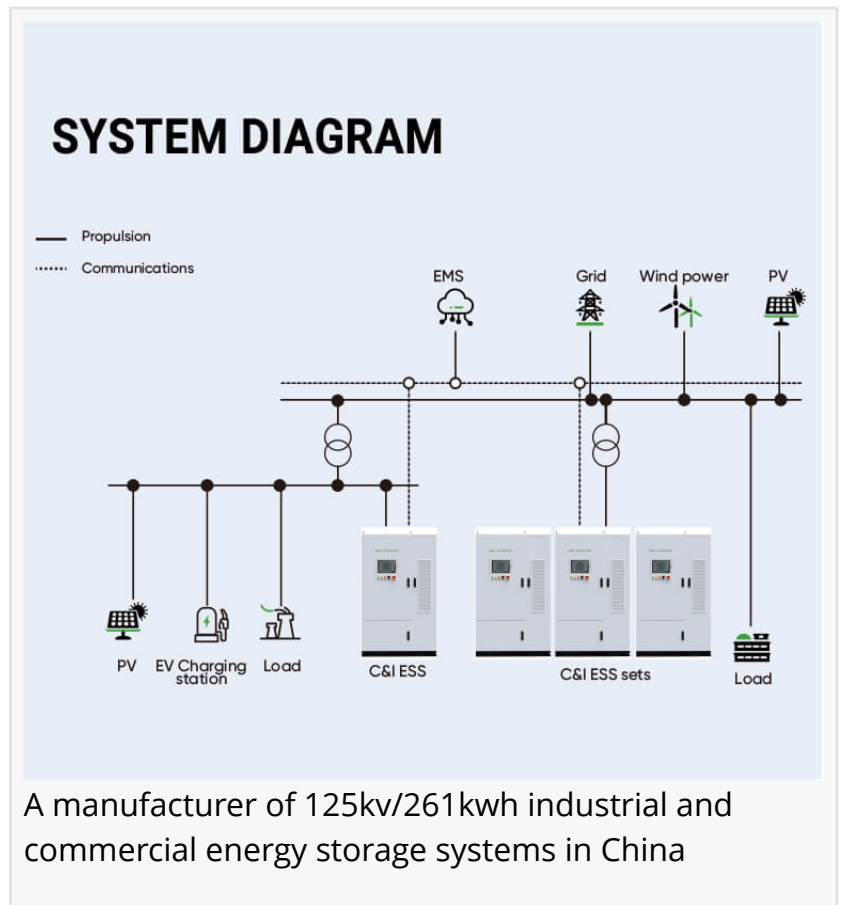 SYSTEM DIAGRAM
Propulsion
Communications
EMS
Grid
Wind power
PV
PV
EV Charging
station
Load
C&I ESS
C&I ESS sets
Load
A manufacturer of 125kv/261kwh industrial and
commercial energy storage systems in China